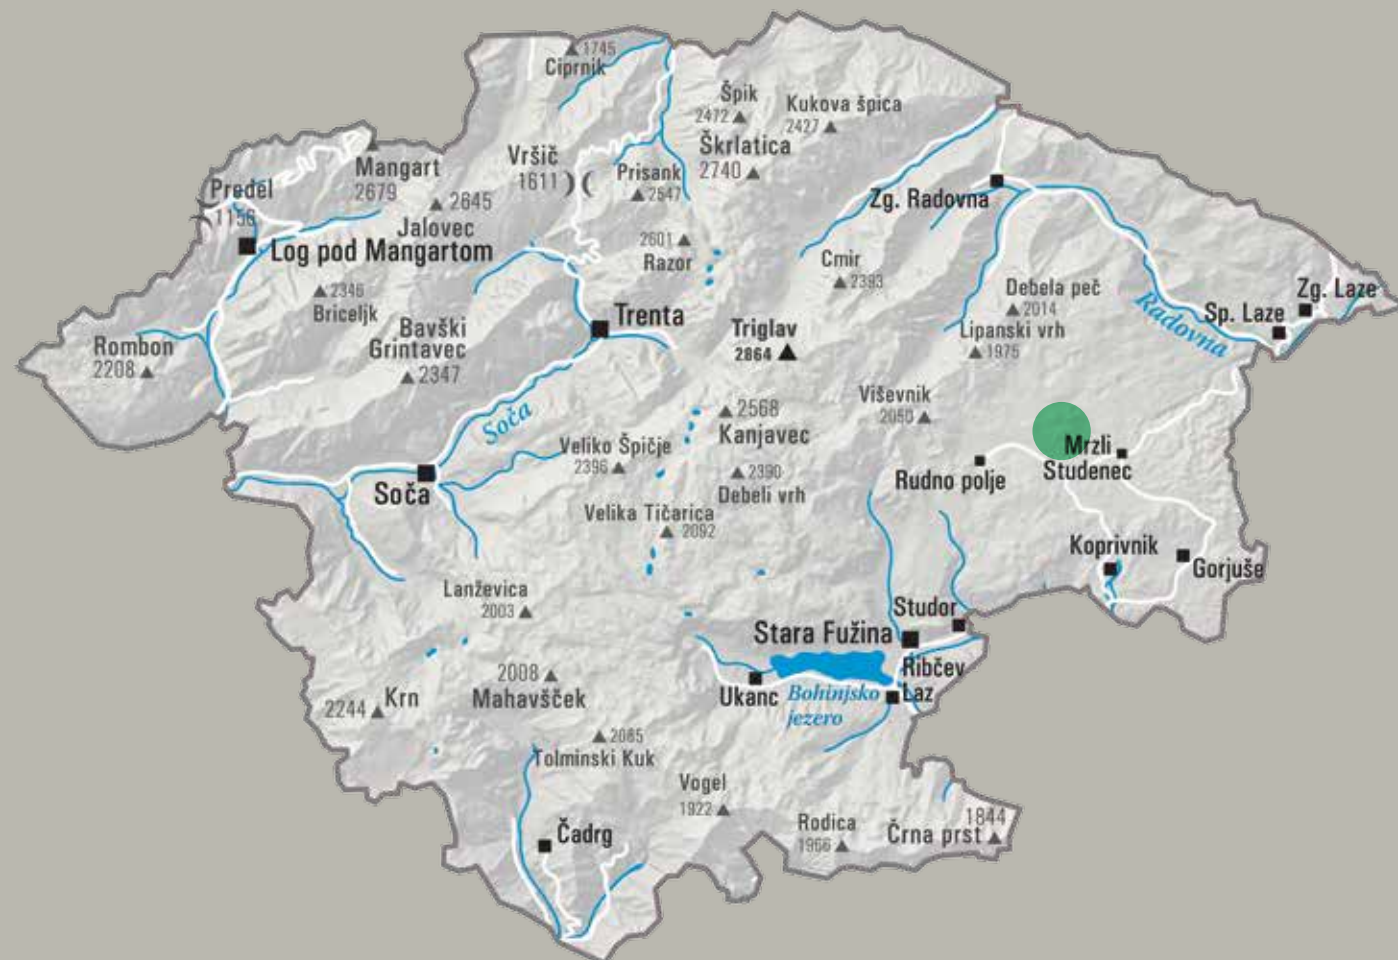 1745
Ciprnik
Špik
2472
Kukova špica
2427
Škrlatica
2740
Vršič
1611
Prisank
2547
Mangart
2679
2645
Jalovec
Predel
1156
Log pod Mangartom
Zg. Radovna
2601
Razor
Cmir
2393
2346
Briceljk
Debela peč
2014
Zg. Laze
Sp. Laze
Radovna
Trenta
Triglav
2864
Lipanski vrh
1975
Rombon
2208
Bavški
Grintavec
2347
Viševnik
2050
Soča
2568
Kanjavec
Veliko Špičje
2396
2390
Debeli vrh
Mrzli
Studenec
Rudno polje
Soča
Velika Tičarica
2092
Koprivnik
Gorjuše
Lanževica
2003
Studor
Stara Fužina
Ribčev
Laz
Ukanc
Bohinjsko
jezero
2008
Mahavšček
Krn
2244
2085
Tolminski Kuk
Vogel
1922
Rodica
1966
1844
Črna prst
Čadrg